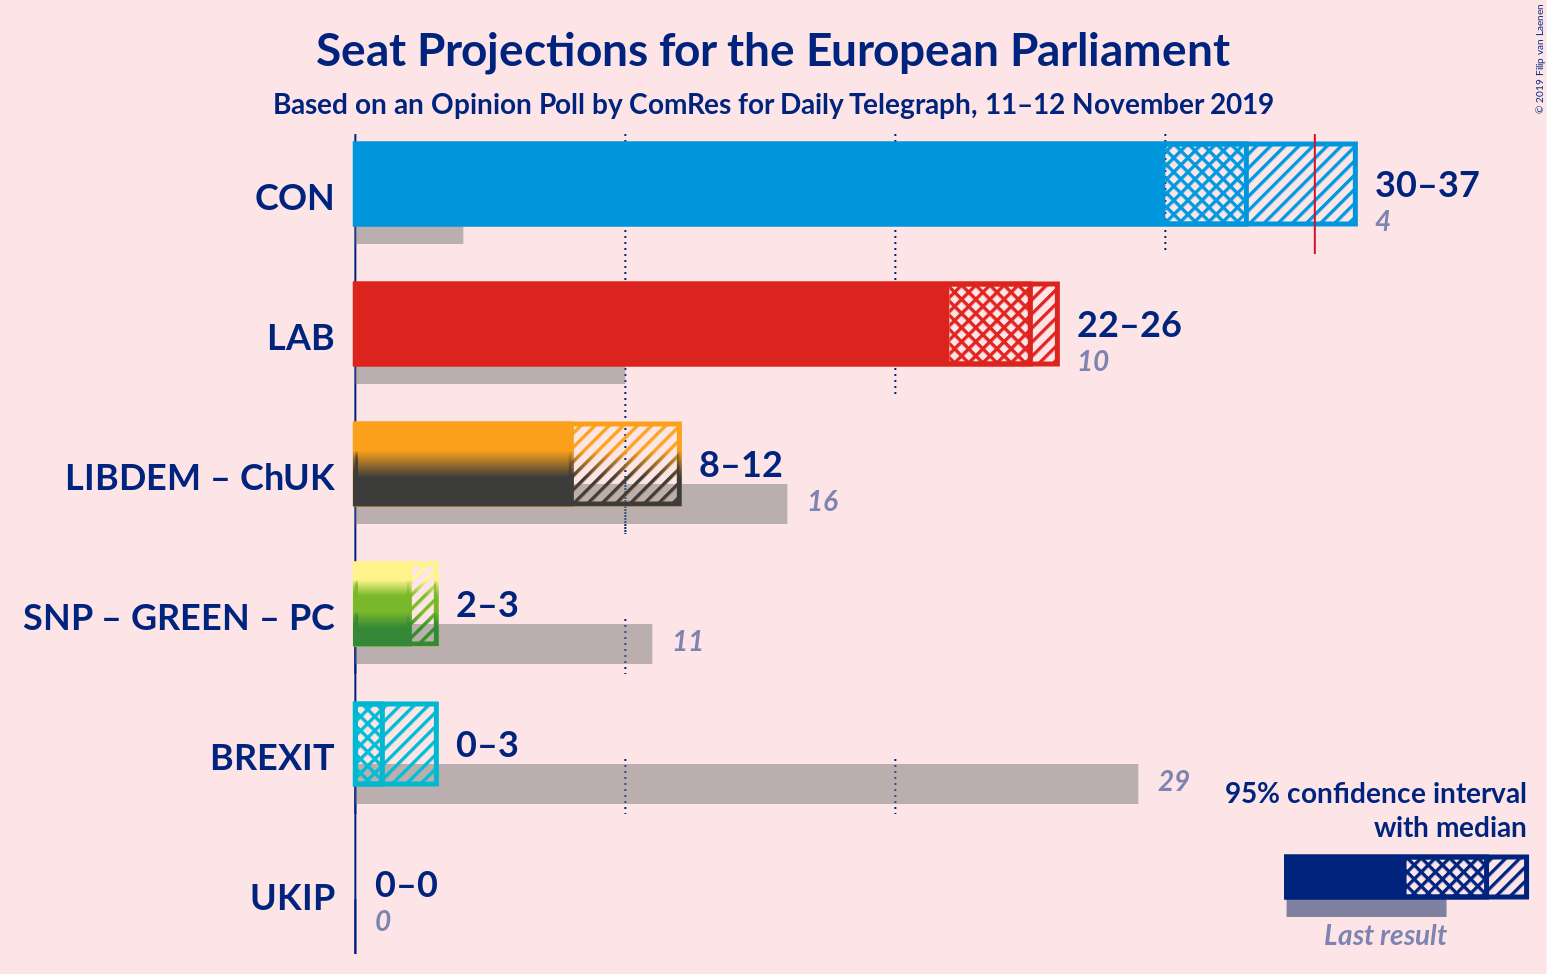 Seat Projections for the European Parliament
Based on an Opinion Poll by ComRes for Daily Telegraph, 11–12 November 2019
© 2019 Filip van Laenen
CON
30–37
4
LAB
22–26
10
LIBDEM – ChUK
8–12
16
SNP – GREEN – PC
2–3
11
BREXIT
0–3
29
UKIP
0–0
0
95% confidence interval
with median
Last result